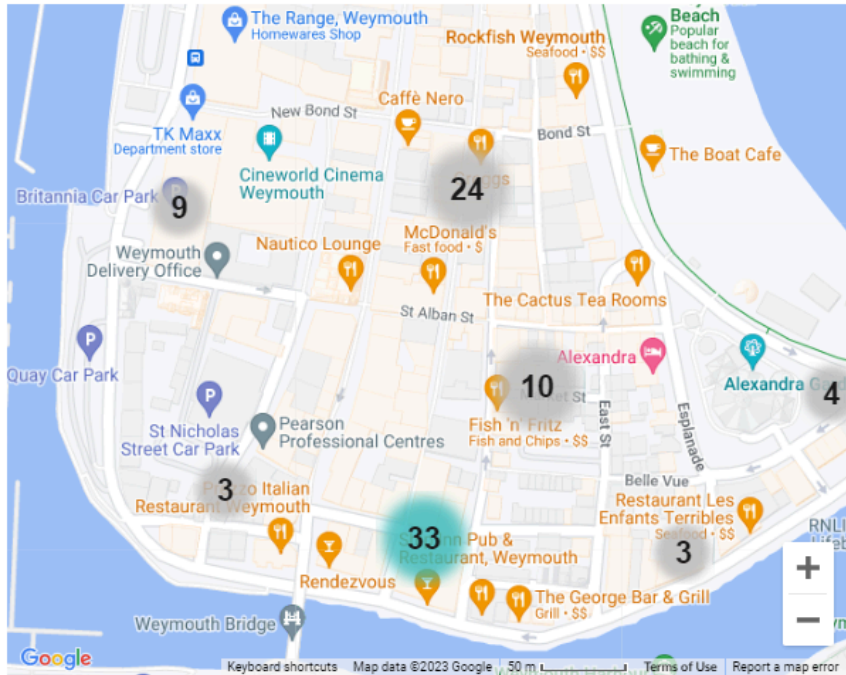 The Range, Weymouth
Homewares Shop
Beach
Popular
beach for
bathing &
swimming
Rockfish Weymouth
Seafood • $$
Caffè Nero
New Bond St
Bond St
TK Maxx
Department store
Cineworld Cinema
Weymouth
The Boat Cafe
Britannia Car Park
9
24
Nautico Lounge
McDonald's
Fast food • $
Weymouth
Delivery Office
The Cactus Tea Rooms
St Alban St
Quay Car Park
Alexandra
10
Alexandra
4
St Nicholas
Street Car Park
Pearson
Professional Centres
Fish 'n' Fritz
Fish and Chips • $$
East St
Esplanade
Belle Vue
3
Italian
Restaurant Weymouth
Restaurant Les
Enfants Terribles
Seafood • $$
3
33
Pub &
Restaurant, Weymouth
RNLI
Rendezvous
The George Bar & Grill
Grill • $$
+
−
Weymouth Bridge
Google
Keyboard shortcuts
Map data ©2023 Google
50 m
Terms of Use
Report a map error